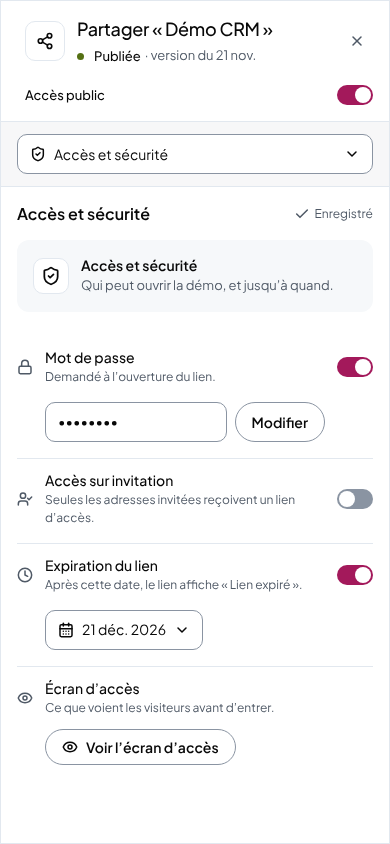 Partager « Démo CRM »
Publiée · version du 21 nov.
Accès public
Accès et sécurité
Accès et sécurité
Enregistré
Accès et sécurité
Qui peut ouvrir la démo, et jusqu’à quand.
Mot de passe
Demandé à l’ouverture du lien.
••••••••
Modifier
Accès sur invitation
Seules les adresses invitées reçoivent un lien
d’accès.
Expiration du lien
Après cette date, le lien affiche « Lien expiré ».
21 déc. 2026
Écran d’accès
Ce que voient les visiteurs avant d’entrer.
Voir l’écran d’accès